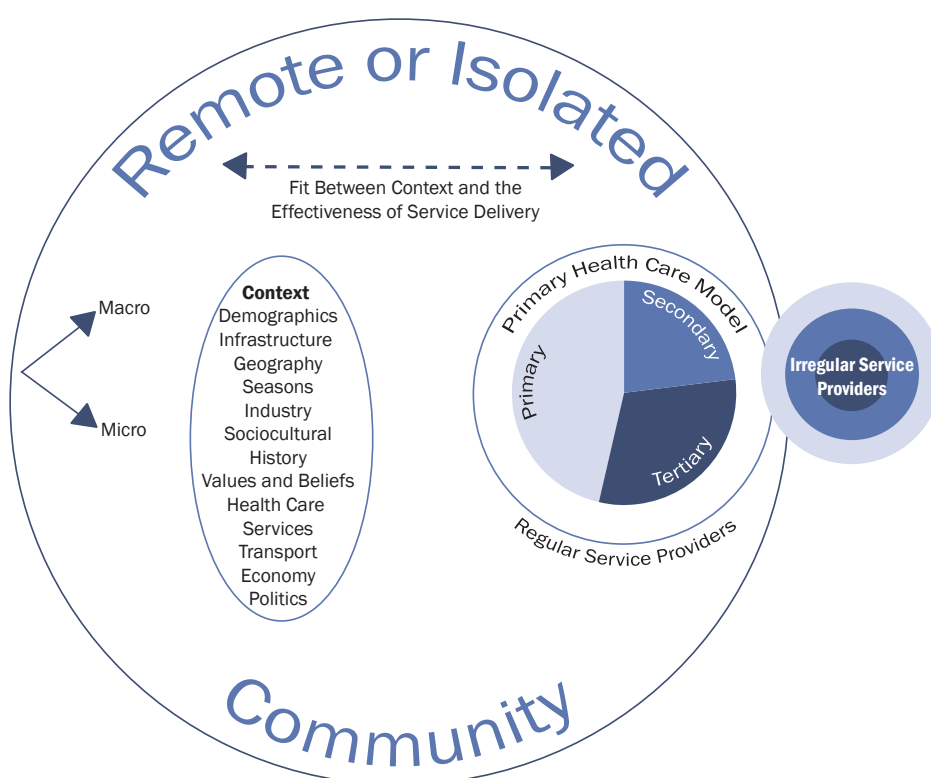 Remote or Isolated
Fit Between Context and the
Effectiveness of Service Delivery
Macro
Micro
Context
Demographics
Infrastructure
Geography
Seasons
Industry
Sociocultural
History
Values and Beliefs
Health Care
Services
Transport
Economy
Politics
Primary Health Care Model
Primary
Secondary
Tertiary
Regular Service Providers
Irregular Service
Providers
Community